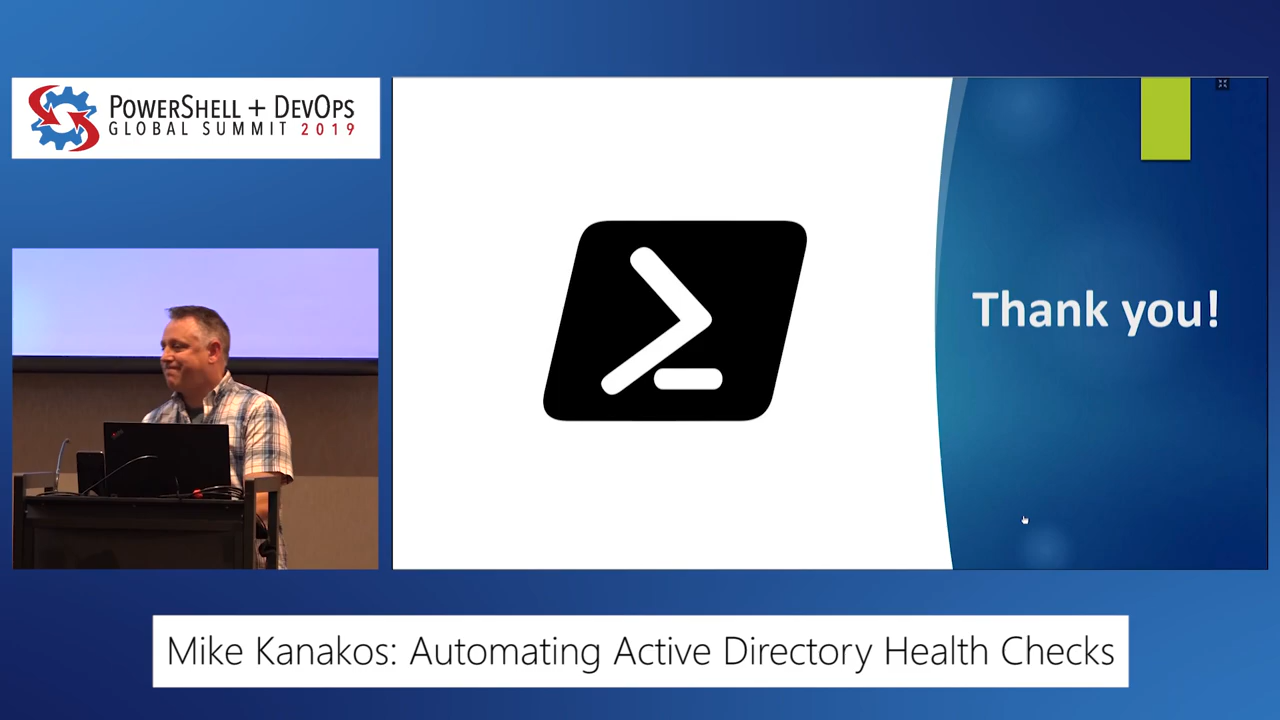 POWERSHELL + DEVOPS
GLOBAL SUMMIT 2019
Thank you!
Mike Kanakos: Automating Active Directory Health Checks